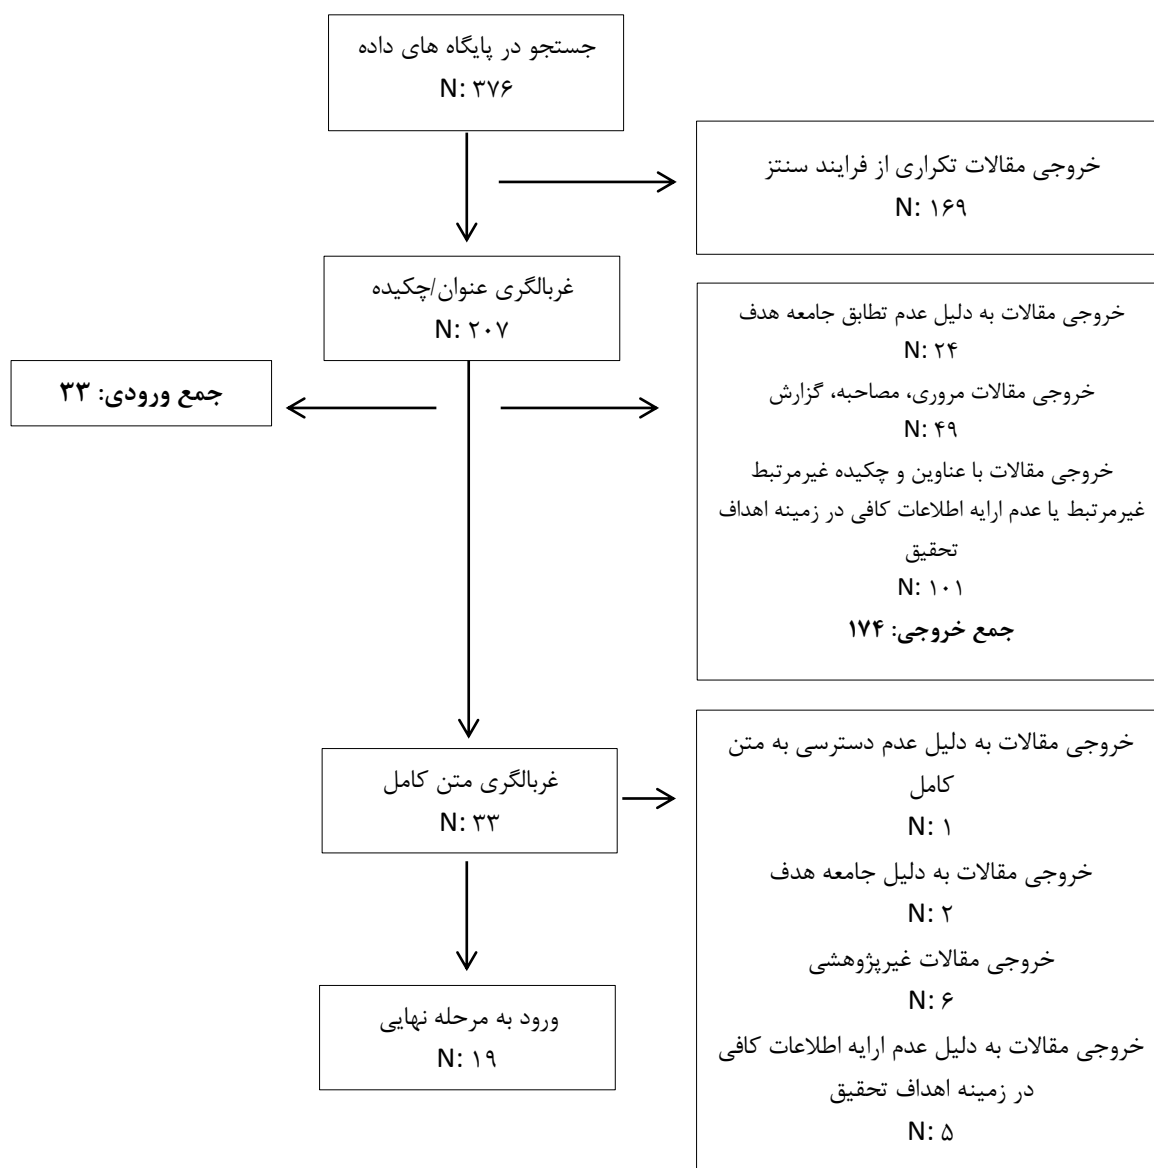 جستجو در پایگاه های داده
N: ۳۷۶
خروجی مقالات تکراری از فرایند سنتز
N: ۱۶۹
غربالگری عنوان/چکیده
N: ۲۰۷
خروجی مقالات به دلیل عدم تطابق جامعه هدف
N: ۲۴
خروجی مقالات مروری، مصاحبه، گزارش
N: ۴۹
خروجی مقالات با عناوین و چکیده غیرمرتبط
غیرمرتبط یا عدم ارایه اطلاعات کافی در زمینه اهداف
تحقیق
N: ۱۰۱
جمع خروجی: ۱۷۴
جمع ورودی: ۳۳
غربالگری متن کامل
N: ۳۳
خروجی مقالات به دلیل عدم دسترسی به متن
کامل
N: ۱
خروجی مقالات به دلیل جامعه هدف
N: ۲
خروجی مقالات غیرپژوهشی
N: ۶
خروجی مقالات به دلیل عدم ارایه اطلاعات کافی
در زمینه اهداف تحقیق
N: ۵
ورود به مرحله نهایی
N: ۱۹